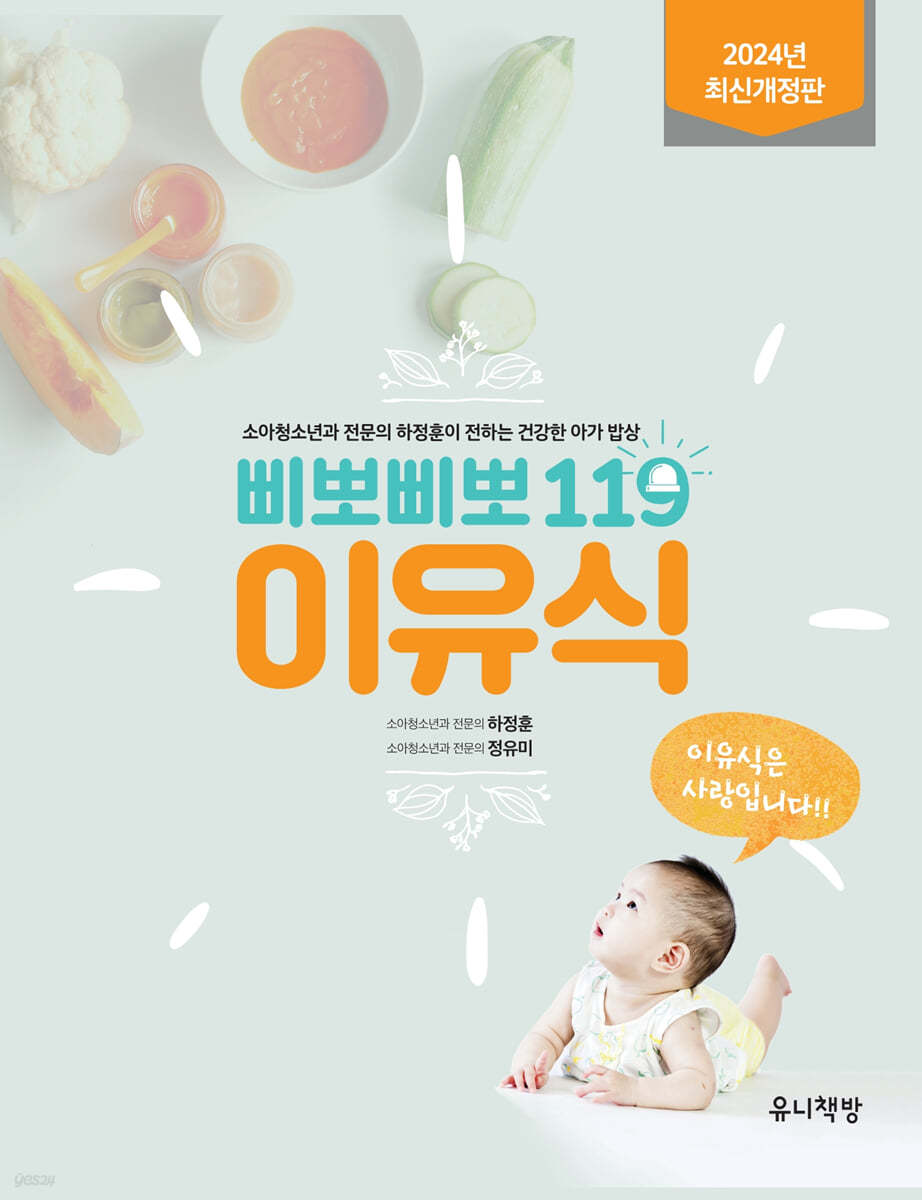 2024년
최신개정판
소아청소년과 전문의 하정훈이 전하는 건강한 아가 밥상
삐뽀삐뽀 119
이유식
소아청소년과 전문의 하정훈
소아청소년과 전문의 정유미
이유식은
사랑입니다!!
유니책방
yes24